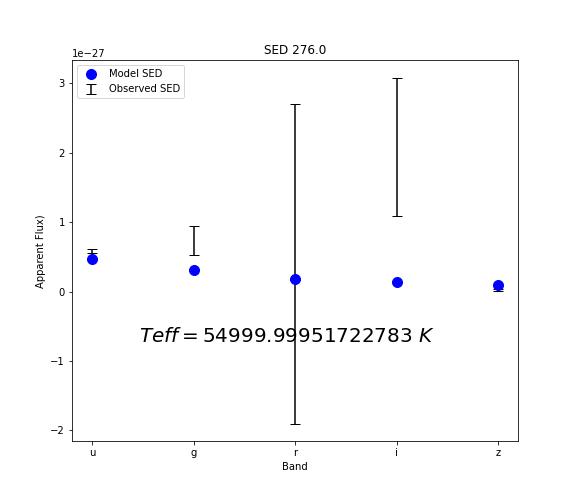 SED 276.0
1e−27
Model SED
Observed SED
3
2
1
0
−1
−2
Apparent Flux)
Teff = 54999.99951722783 K
u g r i z
Band